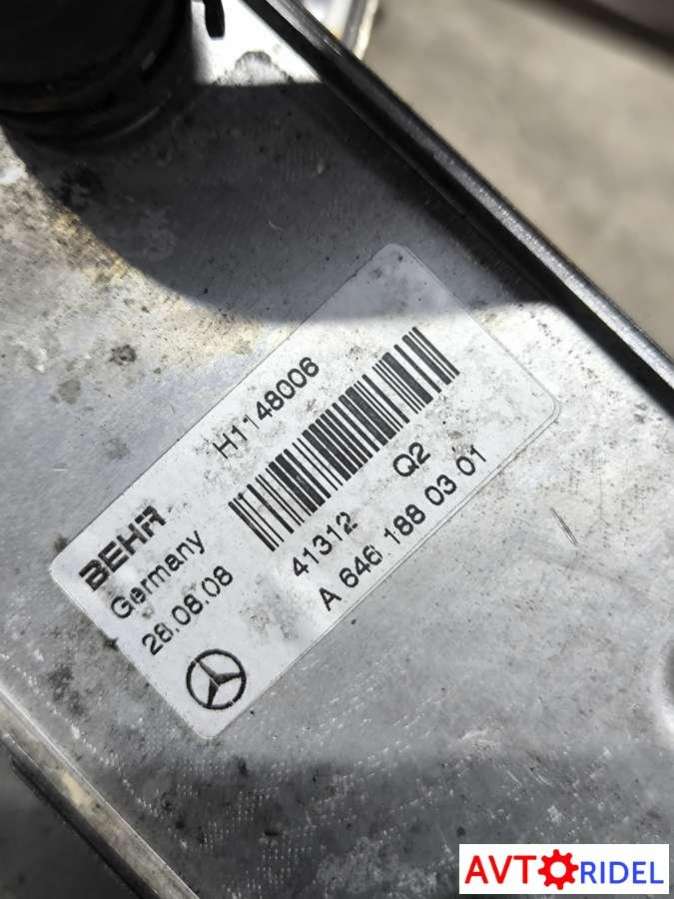 H1148006
BEHR
Germany
28.08.08
41312 Q2
A 646 188 03 01
AVTORIDEL